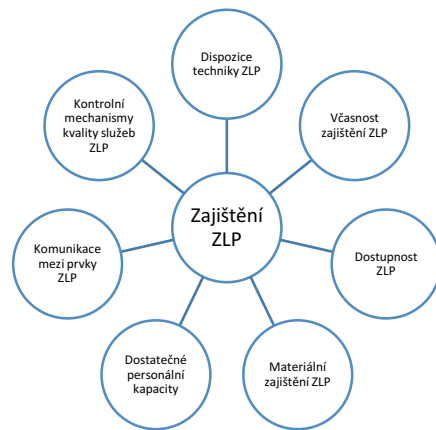 Dispozice
techniky ZLP
Včasnost
zajištění ZLP
Dostupnost
ZLP
Materiální
zajištění ZLP
Dostatečné
personální
kapacity
Komunikace
mezi prvky
ZLP
Kontrolní
mechanismy
kvality služeb
ZLP
Zajištění
ZLP